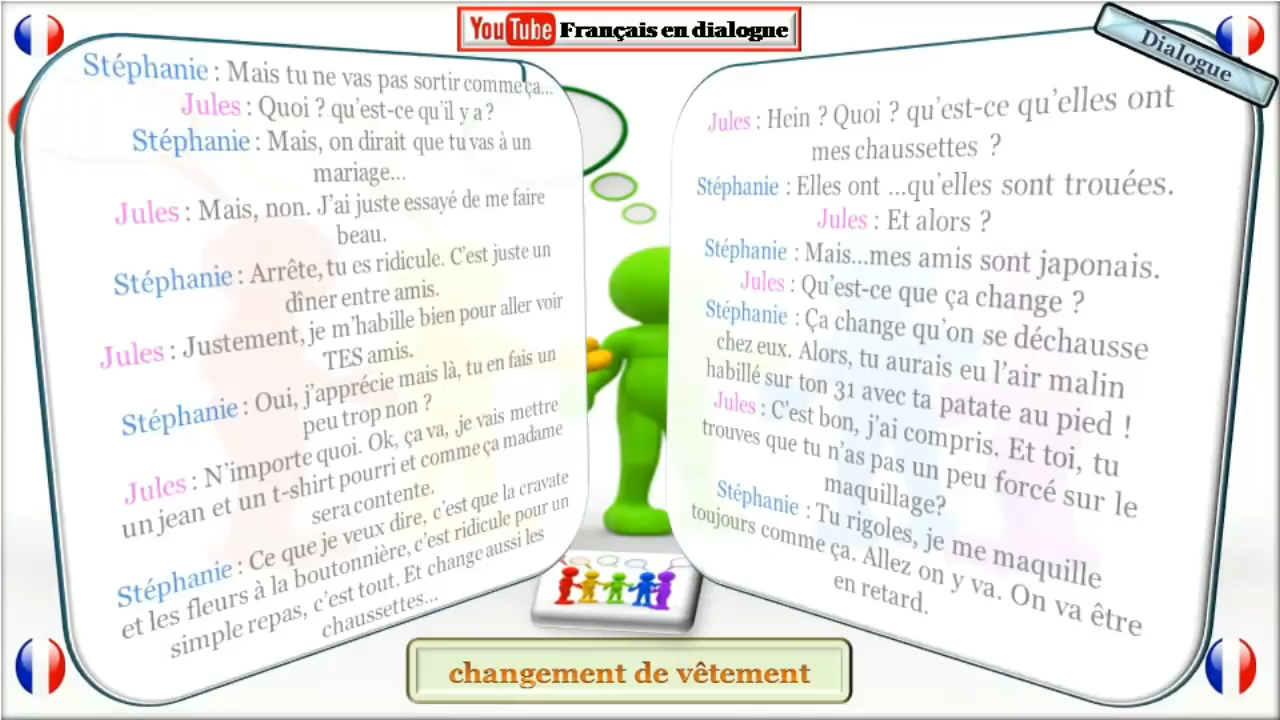 YouTube Français en dialogue
Dialogue
Stéphanie : Mais tu ne vas pas sortir comme ça...
Jules : Quoi ? qu'est-ce qu'il y a ?
Stéphanie : Mais, on dirait que tu vas à un
mariage...
Jules : Mais, non. J'ai juste essayé de me faire
beau.
Stéphanie : Arrête, tu es ridicule. C'est juste un
dîner entre amis.
Jules : Justement, je m'habille bien pour aller voir
TES amis.
Stéphanie : Oui, j'apprécie mais là, tu en fais un
peu trop non ?
Jules : N'importe quoi. Ok, ça va, je vais mettre
un jean et un t-shirt pourri et comme ça madame
sera contente.
Stéphanie : Ce que je veux dire, c'est que la cravate
et les fleurs à la boutonnière, c'est ridicule pour un
simple repas, c'est tout. Et change aussi les
chaussettes...
Jules : Hein ? Quoi ? qu'est-ce qu'elles ont
mes chaussettes ?
Stéphanie : Elles ont ...qu'elles sont trouées.
Jules : Et alors ?
Stéphanie : Mais...mes amis sont japonais.
Jules : Qu'est-ce que ça change ?
Stéphanie : Ça change qu'on se déchausse
chez eux. Alors, tu aurais eu l'air malin
habillé sur ton 31 avec ta patate au pied !
Jules : C'est bon, j'ai compris. Et toi, tu
trouves que tu n'as pas un peu forcé sur le
maquillage?
Stéphanie : Tu rigoles, je me maquille
toujours comme ça. Allez on y va. On va être
en retard.
changement de vêtement